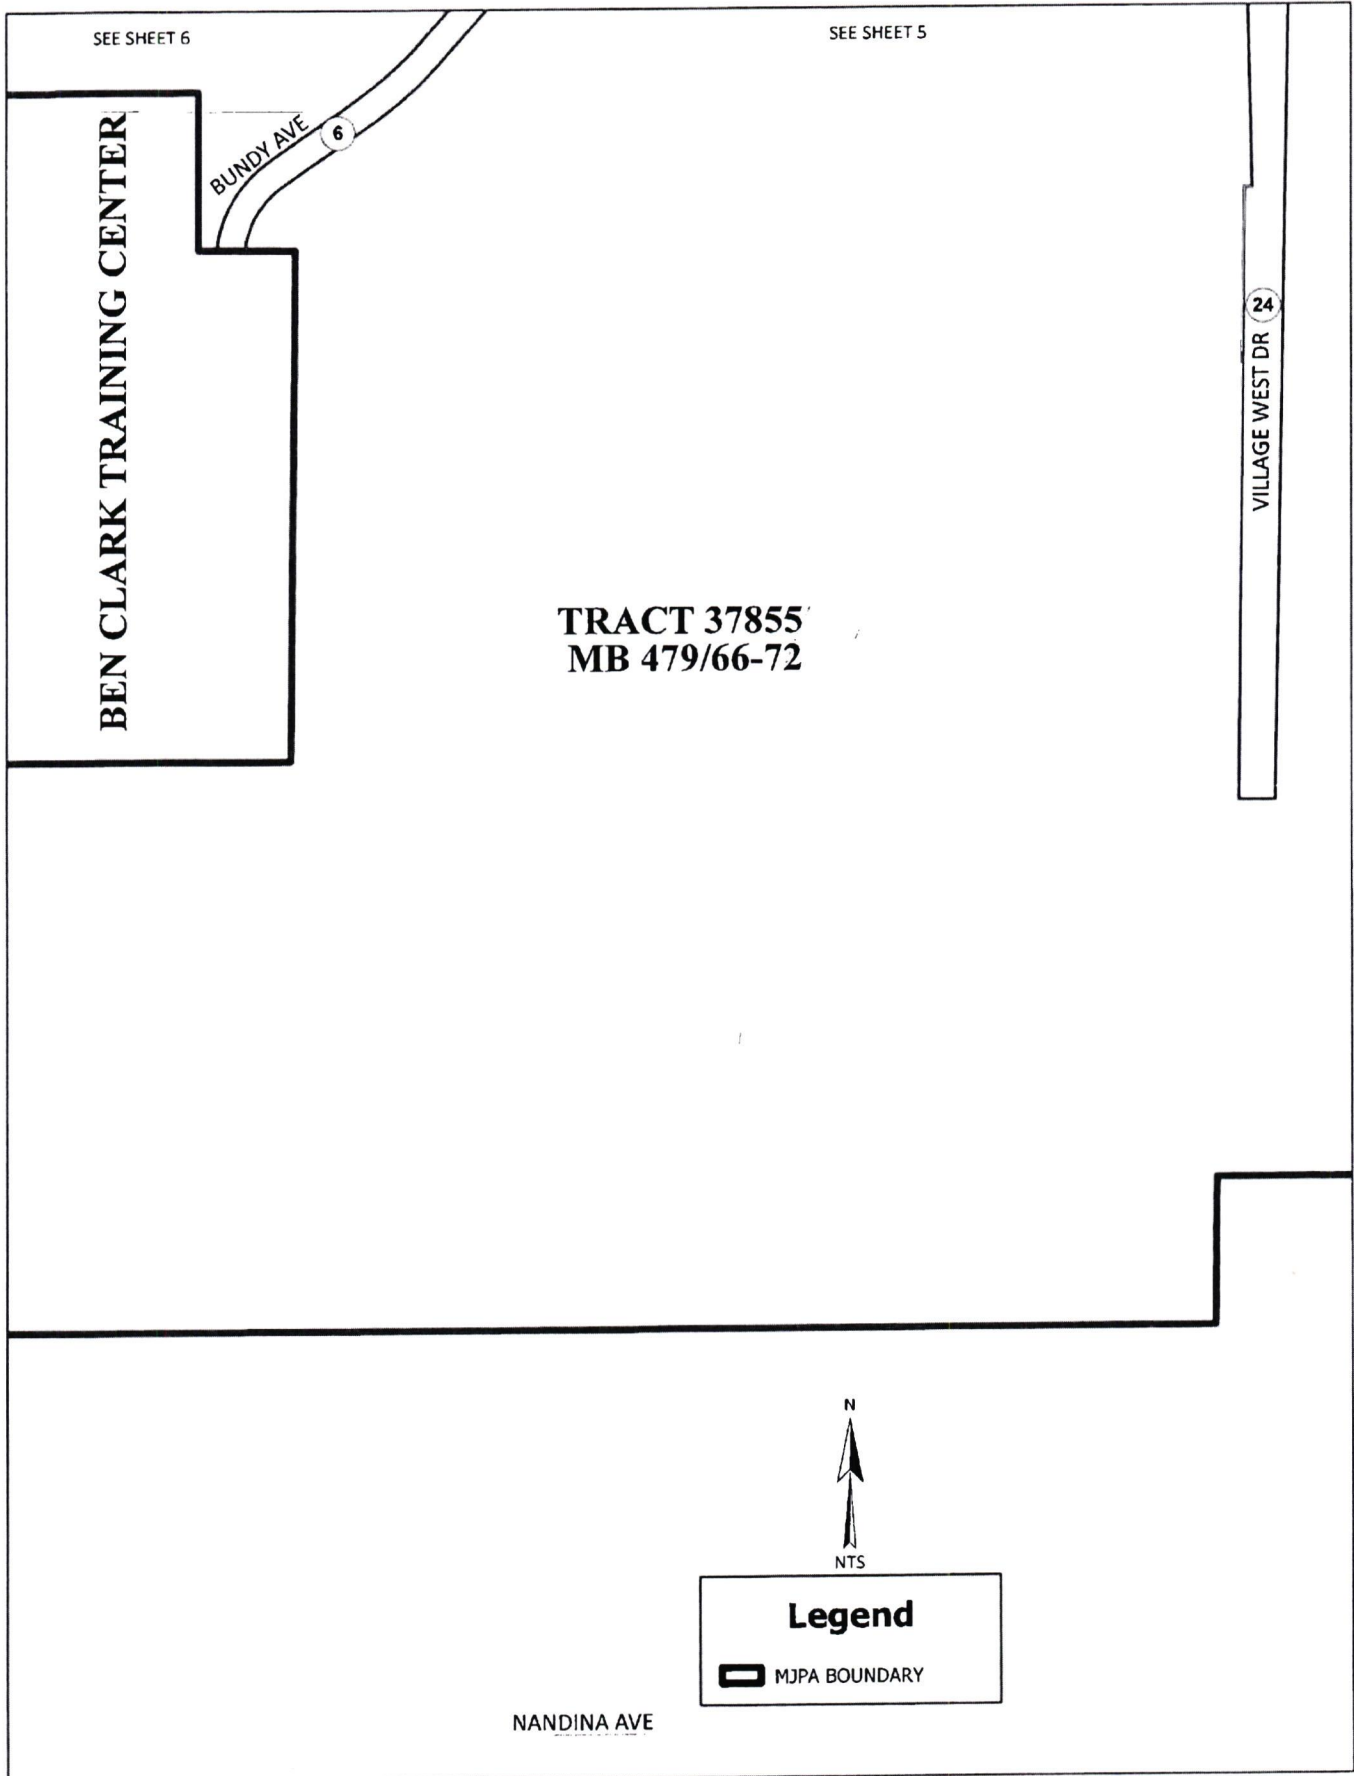 SEE SHEET 6
SEE SHEET 5
BUNDY AVE
6
BEN CLARK TRAINING CENTER
24
VILLAGE WEST DR
TRACT 37855
MB 479/66-72
N
NTS
Legend
MJPA BOUNDARY
NANDINA AVE